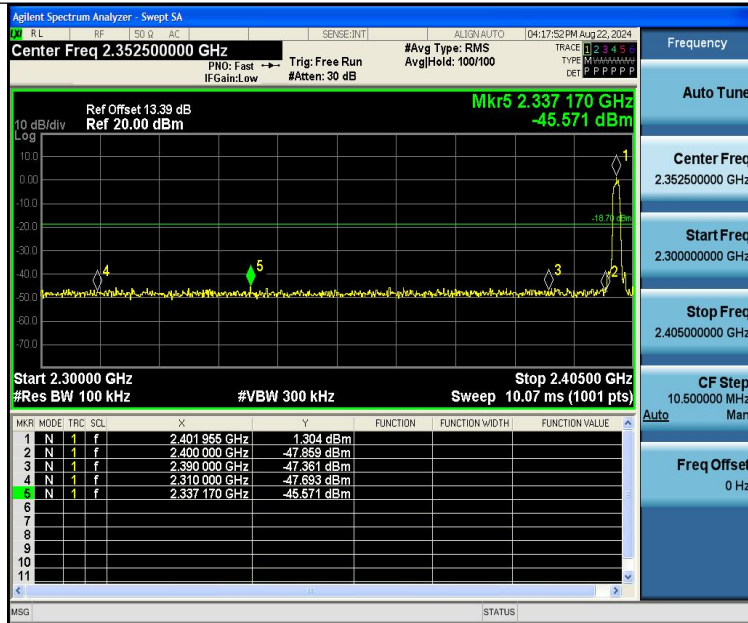 Agilent Spectrum Analyzer - Swept SA
LXI RL RF 50 Ω AC SENSE:INT ALIGN AUTO 04:17:52 PM Aug 22, 2024
Center Freq 2.352500000 GHz
PNO: Fast
IFGain:Low
Trig: Free Run
#Atten: 30 dB
#Avg Type: RMS
Avg|Hold: 100/100
TRACE 1 2 3 4 5 6
TYPE M
DET P P P P P P
Ref Offset 13.39 dB
10 dB/div Ref 20.00 dBm
Log
Mkr5 2.337 170 GHz
-45.571 dBm
10.0
0.00
-10.0
-20.0
-30.0
-40.0
-50.0
-60.0
-70.0
1
-18.70 dBm
4
5
3
2
Start 2.30000 GHz Stop 2.40500 GHz
#Res BW 100 kHz #VBW 300 kHz Sweep 10.07 ms (1001 pts)
MKR MODE TRC SCL X Y FUNCTION FUNCTION WIDTH FUNCTION VALUE
1 N 1 f 2.401 955 GHz 1.304 dBm
2 N 1 f 2.400 000 GHz -47.859 dBm
3 N 1 f 2.390 000 GHz -47.361 dBm
4 N 1 f 2.310 000 GHz -47.693 dBm
5 N 1 f 2.337 170 GHz -45.571 dBm
6
7
8
9
10
11
MSG STATUS
Frequency
Auto Tune
Center Freq
2.352500000 GHz
Start Freq
2.300000000 GHz
Stop Freq
2.405000000 GHz
CF Step
10.500000 MHz
Auto Man
Freq Offset
0 Hz